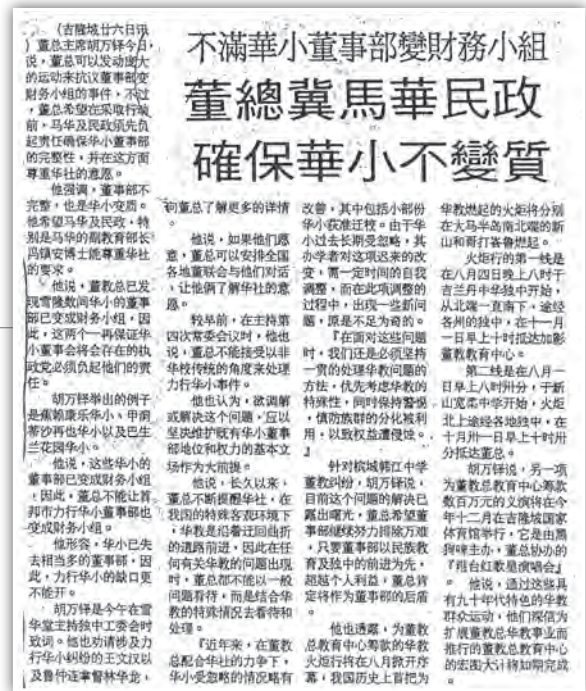 不滿華小董事部變財務小組
董總冀馬華民政
確保華小不變質
（吉隆坡廿六日讯
）董总主席胡万铎今日
说，董总可以发动庞大
的运动来抗议董事部变
财务小组的事件，不过
，董总希望在采取行动
前，马华及民政须先负
起责任确保华小董事部
的完整性，并在这方面
尊重华社的意愿。
他强调，董事部不
完整，也是华小变质。
他希望马华及民政，特
别是马华的副教育部长
冯镇安博士能尊重华社
的要求。
他说，董教总已发
现雪隆数间华小的董事
部已变成财务小组，因
此，这两个一再保证华
小董事会将会存在的执
政党必须负起他们的责
任。
胡万铎举出的例子
是蕉赖康乐华小、甲洞
蒂沙再也华小以及巴生
兰花园华小。
他说，这些华小的
董事部已变成财务小组
，因此，董总不能让首
邦市力行华小董事部也
变成财务小组。
他形容，华小已失
去相当多的董事部，因
此，力行华小的缺口更
不能开。
胡万铎是今午在雪
华堂主持独中工委会时
致词。他也劝请涉及力
行华小纠纷的王文汉以
及鲁仲连掌督林华龙，
向董总了解更多的详情
。
他说，如果他们愿
意，董总可以安排全国
各地董联会与他们对话
，让他俩了解华社的意
愿。
较早前，在主持第
四次常委会议时，他也
说，董总不能接受以非
华校传统的角度来处理
力行华小事件。
他也认为，欲调解
或解决这个问题，应以
坚决维护既有华小董事
部地位和权力的基本立
场作为大前提。
他说，长久以来，
董总不断提醒华社，在
我国的特殊客观环境下
，华教是沿着迂回曲折
的道路前进，因此在任
何有关华教的问题出现
时，董总都不能以一般
问题看待，而是结合华
教的特殊情况去看待和
处理。
『近年来，在董教
总配合华社的力争下，
华小受忽略的情况略有
改善，其中包括小部份
华小获准迁校。由于华
小过去长期受忽略，其
办学者对这项迟来的改
变，需一定时间的自我
调整，而在此项调整的
过程中，出现一些新问
题，原是不足为奇的。
『在面对这些问题
时，我们还是必须坚持
一贯的处理华教问题的
方法，优先考虑华教的
特殊性，同时保持警惕
，慎防族群的分化被利
用，以致权益遭侵蚀。
』
针对槟城韩江中学
董教纠纷，胡万铎说，
目前这个问题的解决已
露出曙光，董总希望董
事部继续努力排除万难
，只要董事部以民族教
育及独中的前进为先，
超越个人利益，董总肯
定将作为董事部的后盾
。
他也透露，为董教
总教育中心筹款的华教
火炬行将在八月掀开序
幕，我国历史上首把为
华教燃起的火炬将分别
在大马半岛南北端的新
山和哥打峇鲁燃起。
火炬行的第一线是
在八月四日晚上八时于
吉兰丹中华独中开始，
从北端一直南下，途经
各州的独中，在十一月
一日早上十时抵达加影
董教教育中心。
第二线是在八月一
日早上八时卅分，于新
山宽柔中学开始，火炬
北上途经各地独中，在
十月卅一日早上十时卅
分抵达董总。
胡万铎说，另一项
为董教总教育中心筹款
数百万元的义演将在今
年十二月在吉隆坡国家
体育馆举行，它是由黑
狗啤主办，董总协办的
『港台红歌星演唱会』
。
他说，通过这些具
有九十年代特色的华教
群众运动，他们深信为
扩展董教总华教事业而
推行的董教总教育中心
的宏图大计将如期完成
。